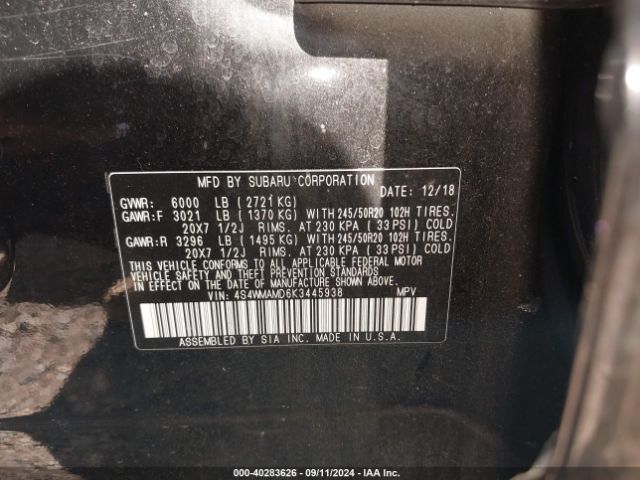 MFD BY SUBARU CORPORATION
DATE: 12/18
GVWR: 6000 LB (2721 KG)
GAWR:F 3021 LB (1370 KG) WITH 245/50R20 102H TIRES.
20X7 1/2J RIMS. AT 230 KPA (33 PSI) COLD
GAWR:R 3296 LB (1495 KG) WITH 245/50R20 102H TIRES.
20X7 1/2J RIMS. AT 230 KPA (33 PSI) COLD
THIS VEHICLE CONFORMS TO ALL APPLICABLE FEDERAL MOTOR
VEHICLE SAFETY AND THEFT PREVENTION STANDARDS
IN EFFECT ON THE DATE OF MANUFACTURE SHOWN ABOVE.
VIN: 4S4WMAMD6K3445938 MPV
ASSEMBLED BY SIA INC. MADE IN U.S.A.
000-40283626 - 09/11/2024 - IAA Inc.